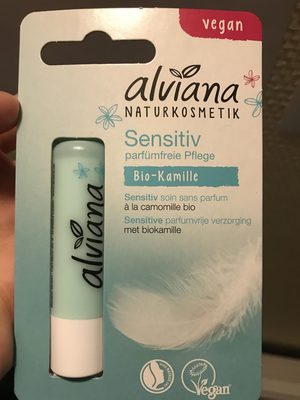 vegan
alviana
NATURKOSMETIK
Sensitiv
parfümfreie Pflege
Bio-Kamille
Sensitiv soin sans parfum
à la camomille bio
Sensitive parfumvrije verzorging
met biokamille
alviana
Vegan